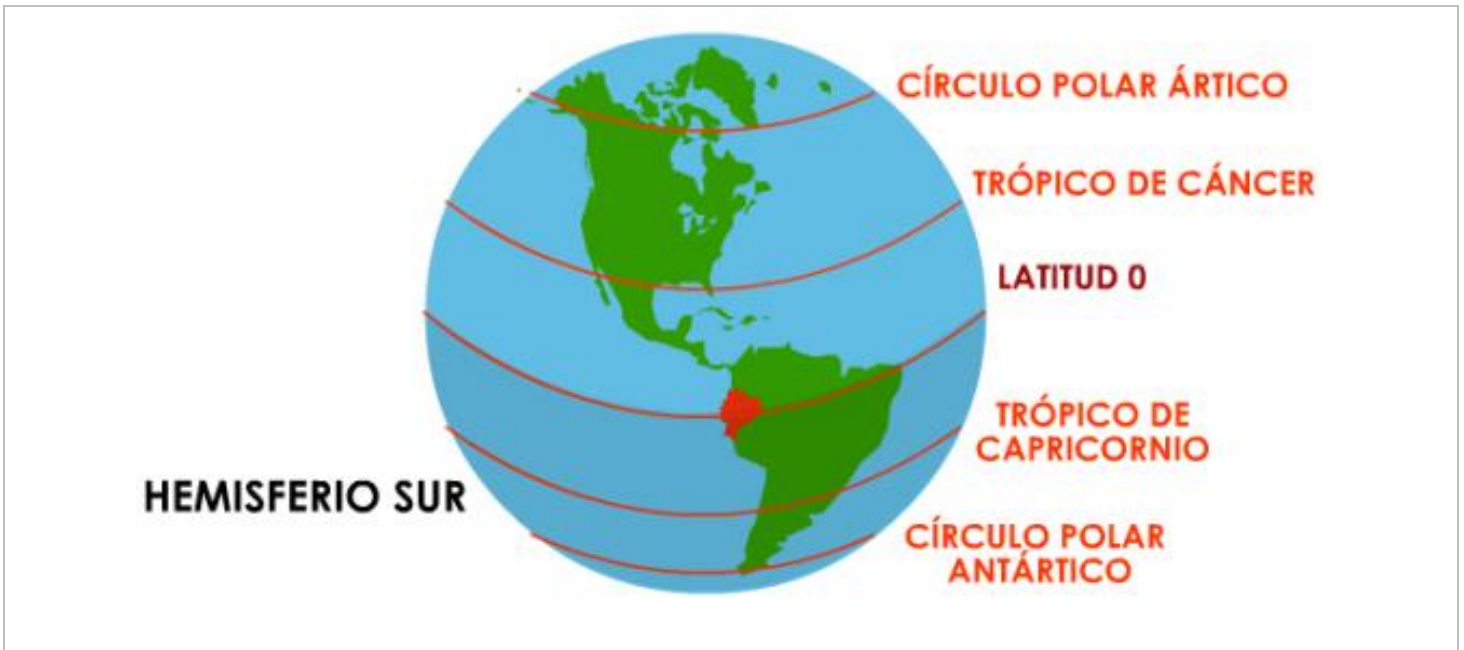 CÍRCULO POLAR ÁRTICO
TRÓPICO DE CÁNCER
LATITUD 0
TRÓPICO DE
CAPRICORNIO
HEMISFERIO SUR
CÍRCULO POLAR
ANTÁRTICO